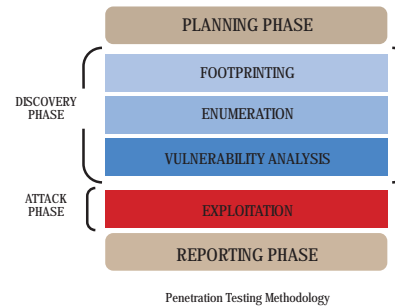 PLANNING PHASE
FOOTPRINTING
DISCOVERY
PHASE
ENUMERATION
VULNERABILITY ANALYSIS
ATTACK
PHASE
EXPLOITATION
REPORTING PHASE
Penetration Testing Methodology